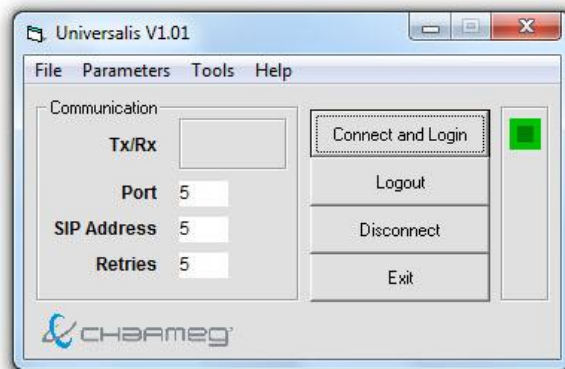 Universalis V1.01
File Parameters Tools Help
Communication
Tx/Rx
Port 5
SIP Address 5
Retries 5
Connect and Login
Logout
Disconnect
Exit
CHARMEG